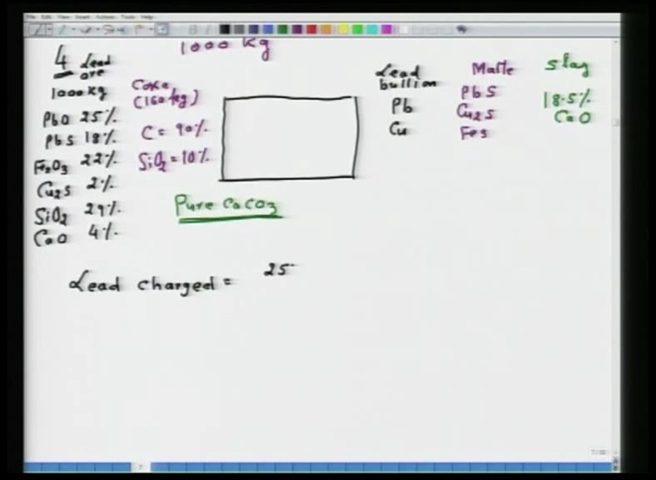 1000 kg
4 Lead ore
1000 kg
PbO 25%
PbS 18%
Fe2O3 22%
Cu2S 2%
SiO2 29%
CaO 4%
Coke (160 kg)
C = 90%
SiO2 = 10%
Pure CaCO3
Lead bullion
Pb
Cu
Matte
PbS
Cu2S
FeS
Slag
18.5%
CaO
Lead charged = 25